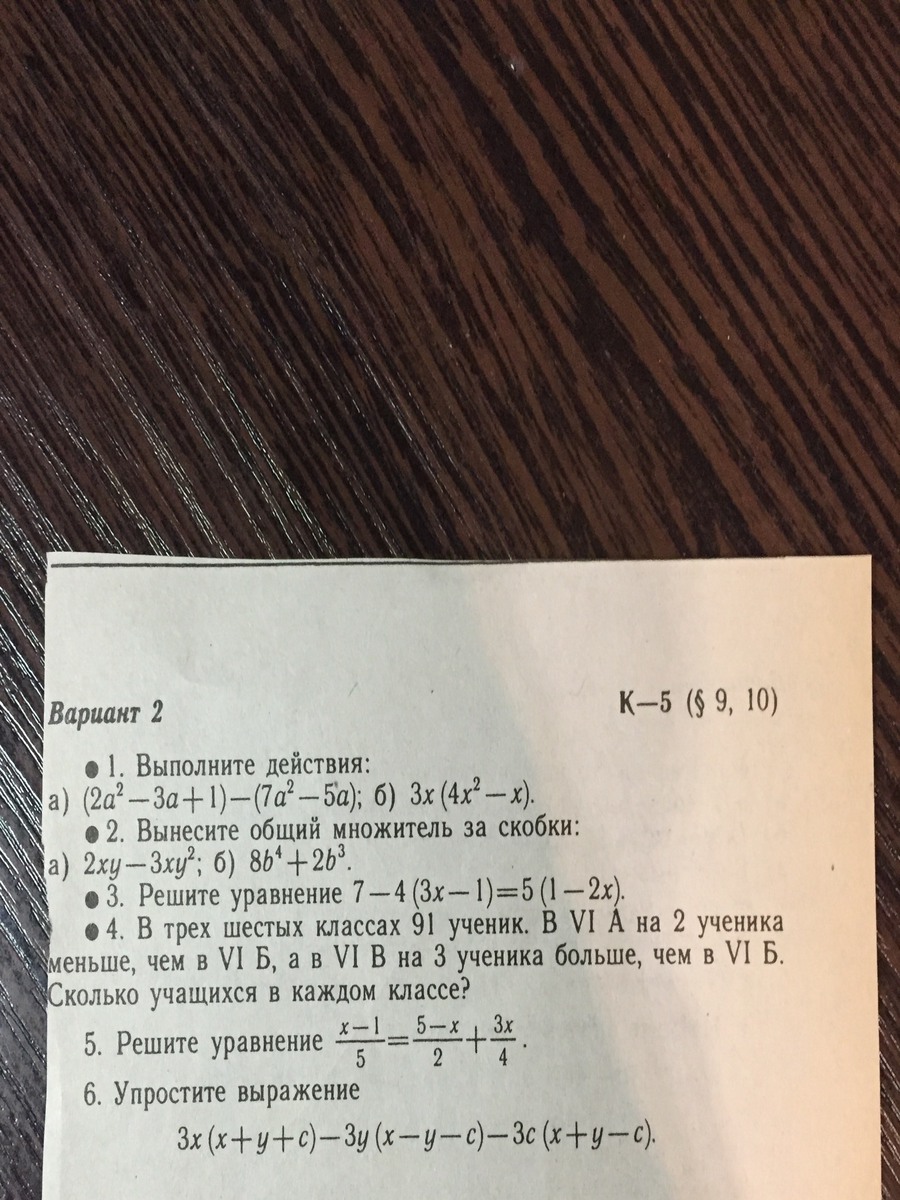 Вариант 2 К—5 (§ 9, 10)
● 1. Выполните действия:
а) (2a² — 3a + 1) — (7a² — 5a); б) 3x (4x² — x).
● 2. Вынесите общий множитель за скобки:
а) 2xy — 3xy²; б) 8b⁴ + 2b³.
● 3. Решите уравнение 7 — 4 (3x — 1) = 5 (1 — 2x).
● 4. В трех шестых классах 91 ученик. В VI А на 2 ученика
меньше, чем в VI Б, а в VI В на 3 ученика больше, чем в VI Б.
Сколько учащихся в каждом классе?
5. Решите уравнение (x—1)/5 = (5—x)/2 + 3x/4.
6. Упростите выражение
3x (x + y + c) — 3y (x — y — c) — 3c (x + y — c).